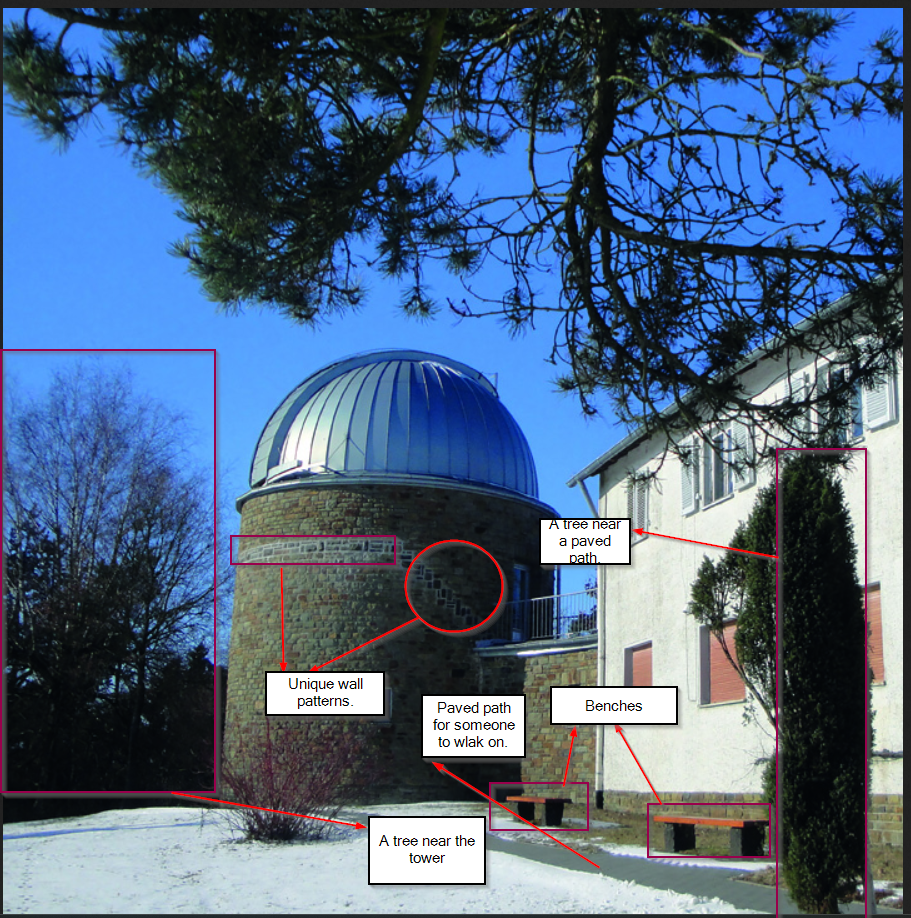 A tree near
a paved
path.
Unique wall
patterns.
Paved path
for someone
to wlak on.
Benches
A tree near the
tower